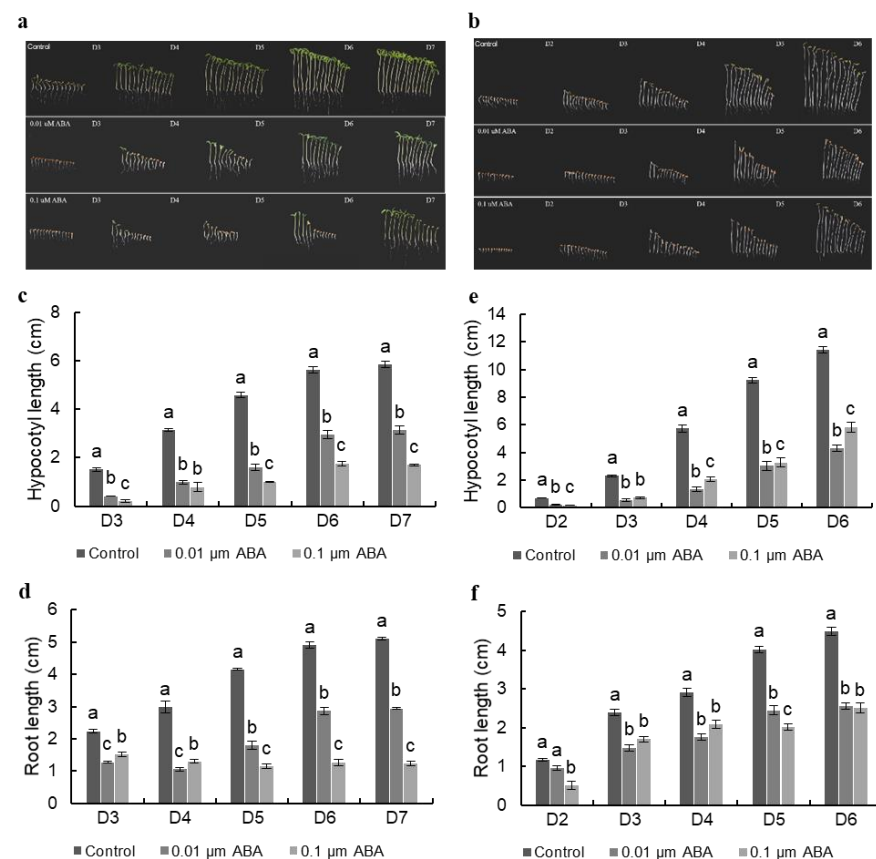 a
Control D3 D4 D5 D6 D7
0.01 uM ABA D3 D4 D5 D6 D7
0.1 uM ABA D3 D4 D5 D6 D7
b
Control D2 D3 D4 D5 D6
0.01 uM ABA D2 D3 D4 D5 D6
0.1 uM ABA D2 D3 D4 D5 D6
c
Hypocotyl length (cm)
8
6
4
2
0
a b c
a b b
a b c
a b c
a b c
D3 D4 D5 D6 D7
Control 0.01 µm ABA 0.1 µm ABA
e
Hypocotyl length (cm)
14
12
10
8
6
4
2
0
a b c
a b b
a b c
a b c
a b c
D2 D3 D4 D5 D6
Control 0.01 µm ABA 0.1 µm ABA
d
Root length (cm)
6
5
4
3
2
1
0
a c b
a c b
a b c
a b c
a b c
D3 D4 D5 D6 D7
Control 0.01 µm ABA 0.1 µm ABA
f
Root length (cm)
5
4
3
2
1
0
a a b
a b b
a b b
a b c
a b b
D2 D3 D4 D5 D6
Control 0.01 µm ABA 0.1 µm ABA